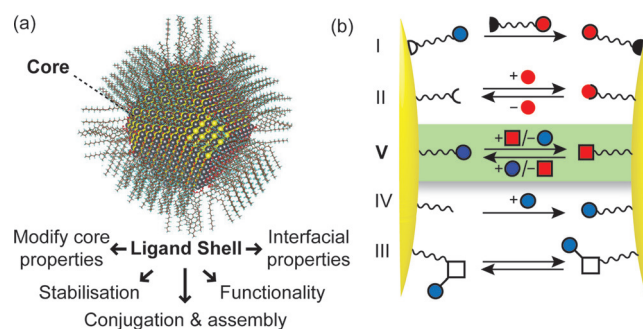 (a)
Core
Modify core properties
Ligand Shell
Interfacial properties
Stabilisation
Functionality
Conjugation & assembly
(b)
I
II
+
−
V
+ /−
+ /−
IV
+
III